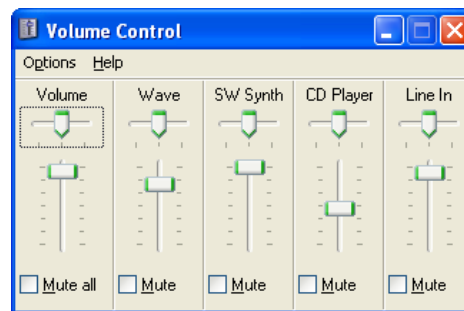 Volume Control
Options Help
Volume Wave SW Synth CD Player Line In
Mute all Mute Mute Mute Mute